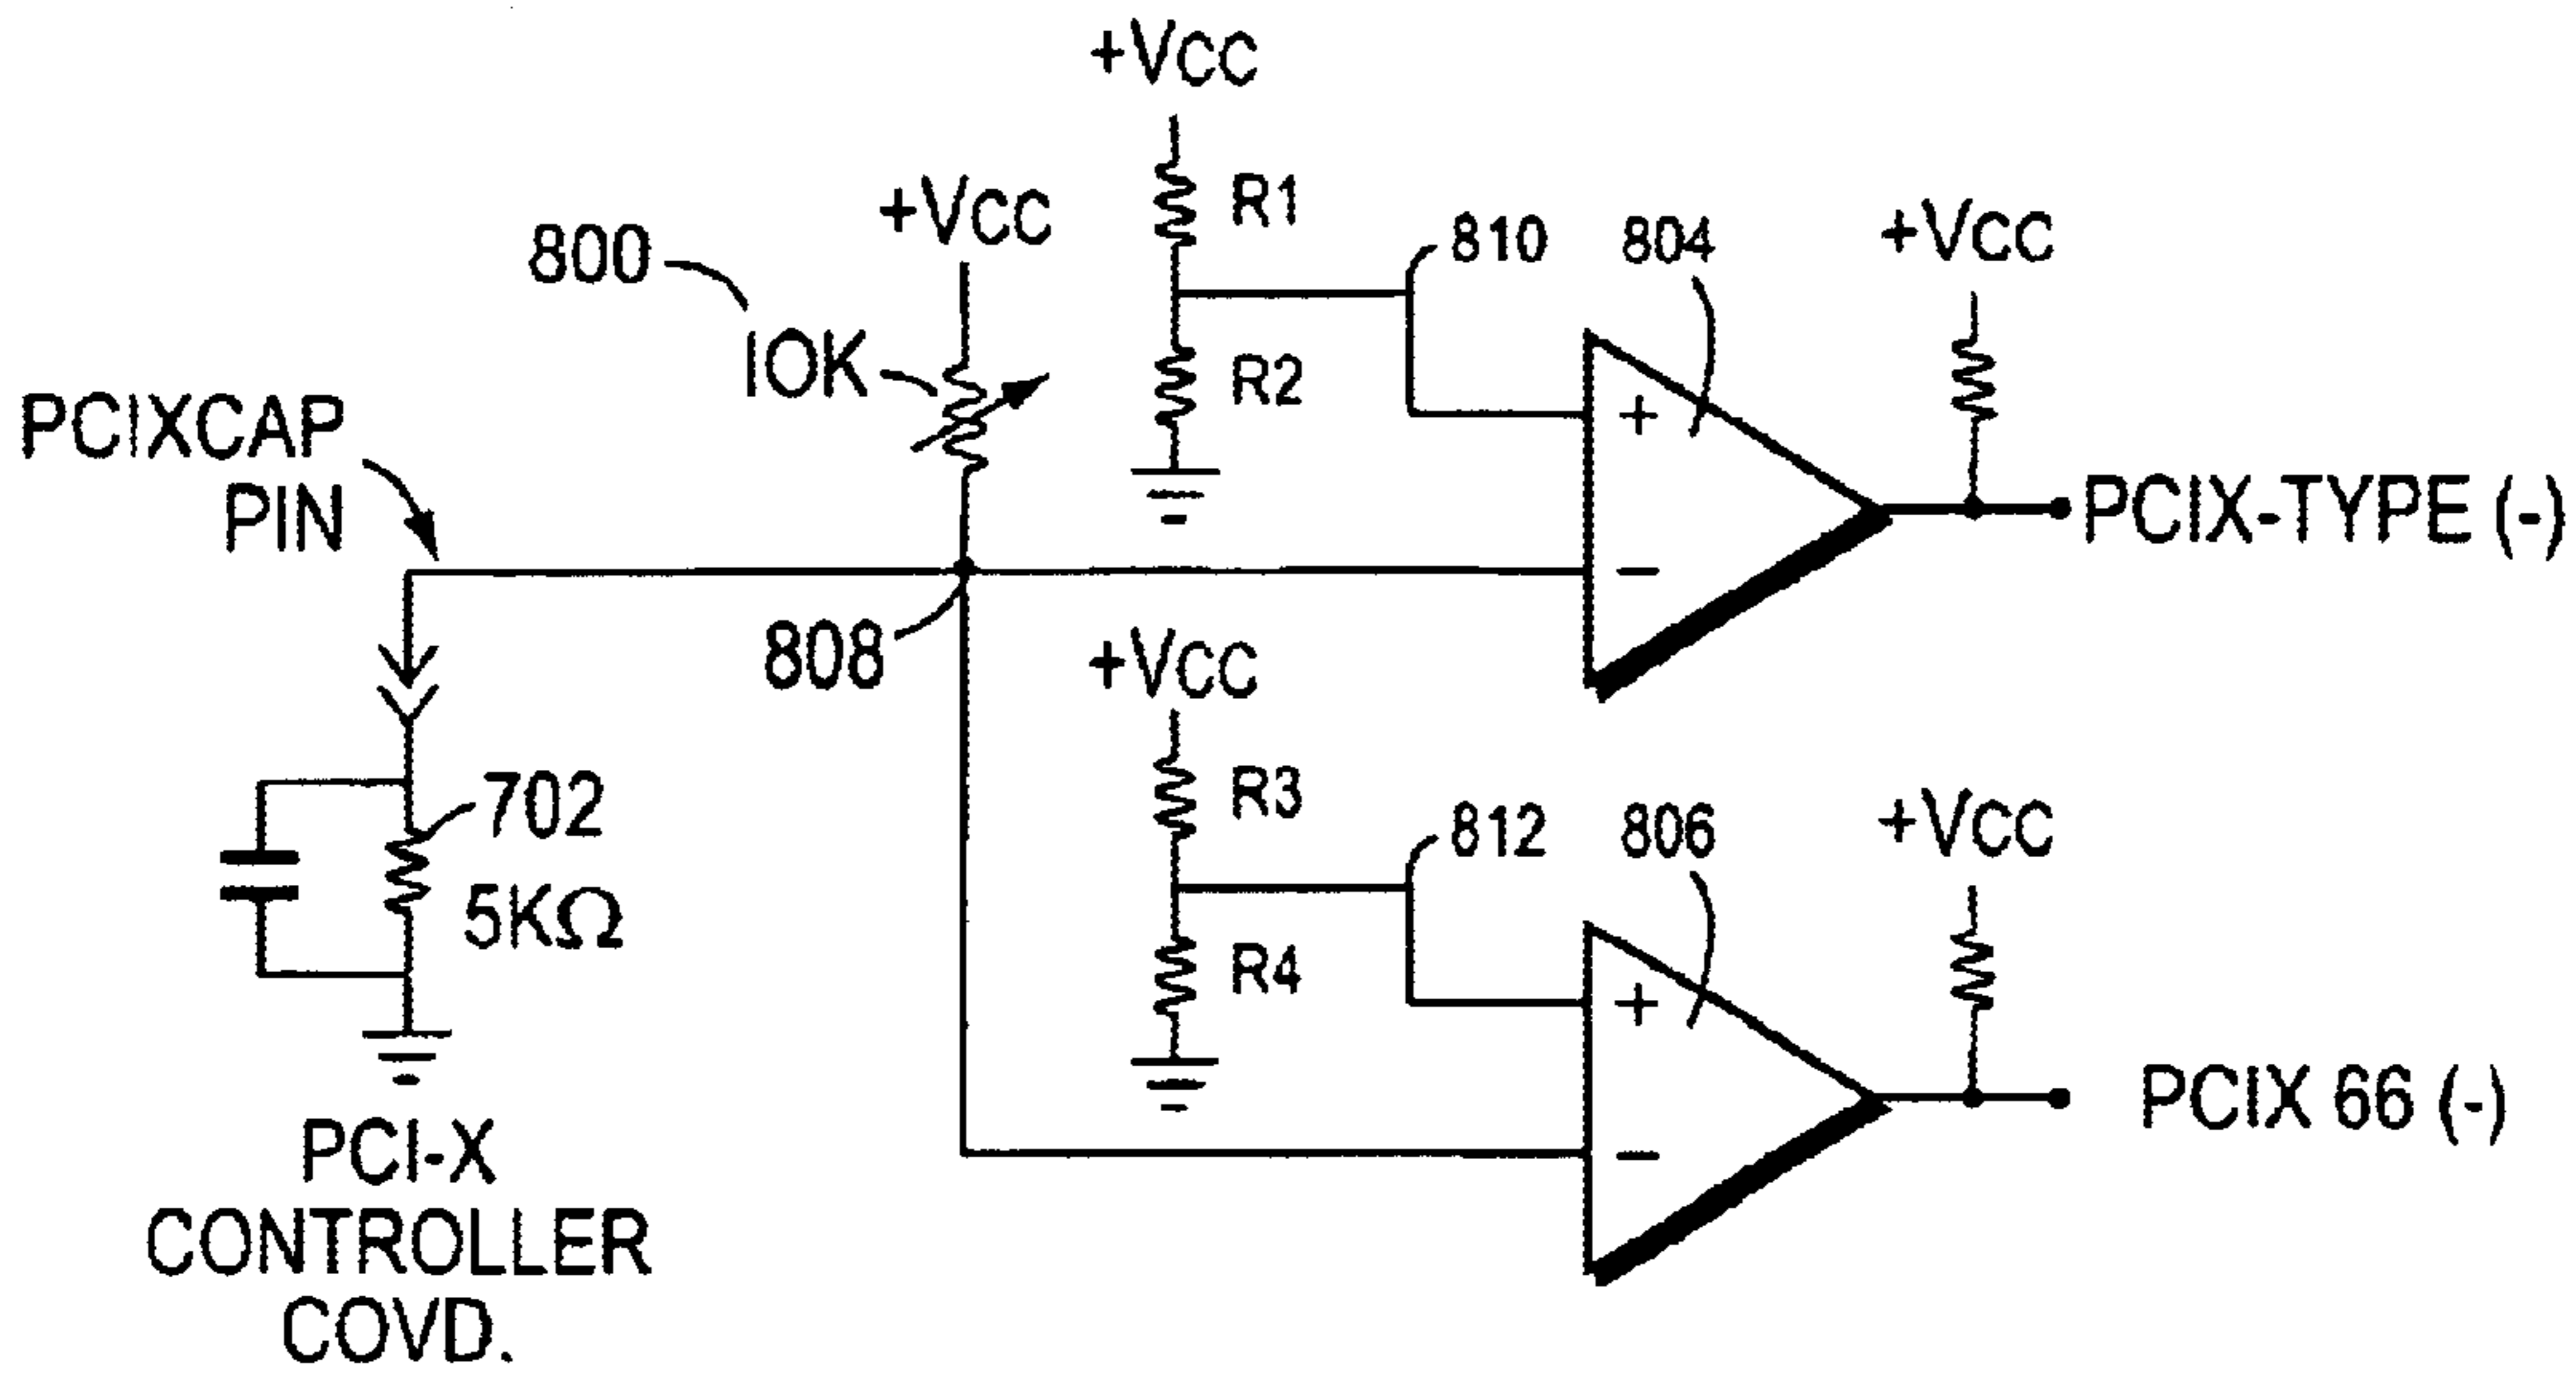 +VCC
R1
R2
+VCC
800
10K
810
804
+VCC
PCIXCAP
PIN
+
-
PCIX-TYPE (-)
808
+VCC
R3
R4
812
806
+VCC
+
-
PCIX 66 (-)
702
5KΩ
PCI-X
CONTROLLER
COVD.